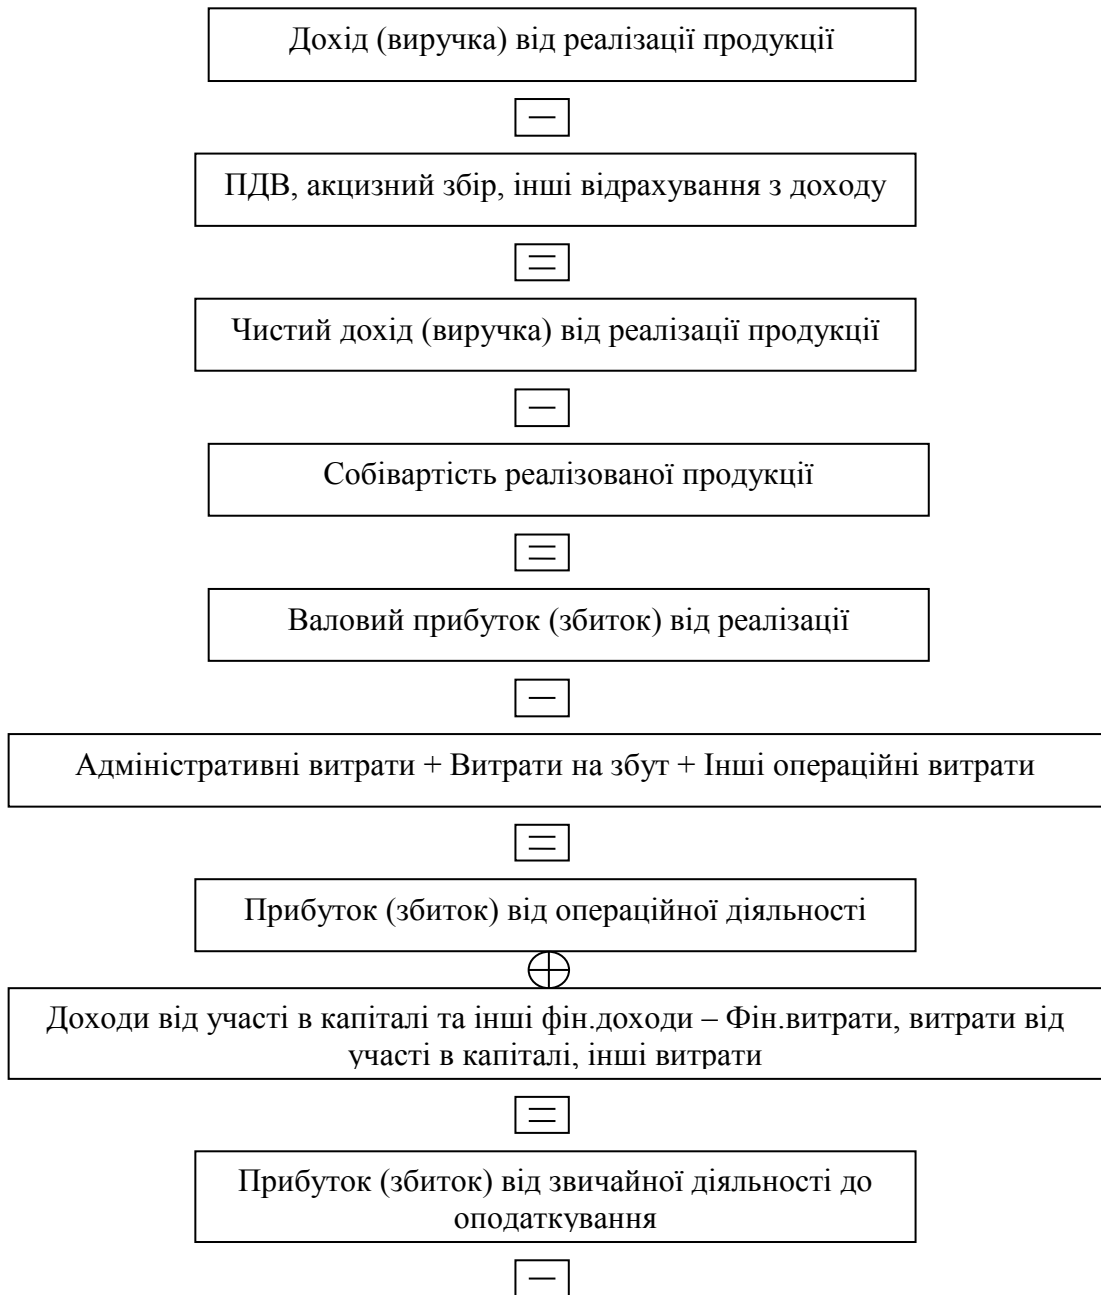 Дохід (виручка) від реалізації продукції
—
ПДВ, акцизний збір, інші відрахування з доходу
=
Чистий дохід (виручка) від реалізації продукції
—
Собівартість реалізованої продукції
=
Валовий прибуток (збиток) від реалізації
—
Адміністративні витрати + Витрати на збут + Інші операційні витрати
=
Прибуток (збиток) від операційної діяльності
+
Доходи від участі в капіталі та інші фін.доходи – Фін.витрати, витрати від
участі в капіталі, інші витрати
=
Прибуток (збиток) від звичайної діяльності до
оподаткування
—